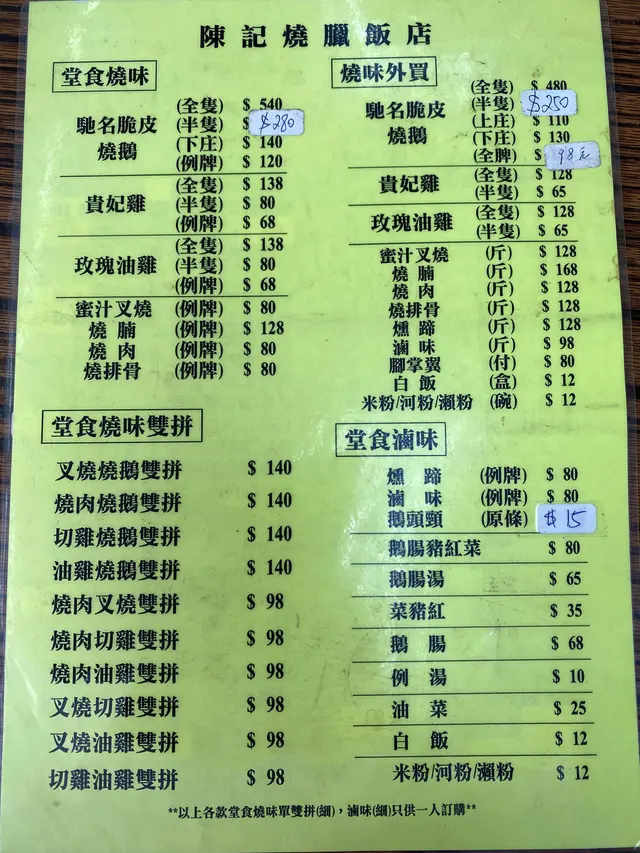 陳記燒臘飯店
堂食燒味
馳名脆皮燒鵝
(全隻) $ 540
(半隻) $ $280
(下庄) $ 140
(例牌) $ 120
貴妃雞
(全隻) $ 138
(半隻) $ 80
(例牌) $ 68
玫瑰油雞
(全隻) $ 138
(半隻) $ 80
(例牌) $ 68
蜜汁叉燒 (例牌) $ 80
燒腩 (例牌) $ 128
燒肉 (例牌) $ 80
燒排骨 (例牌) $ 80
燒味外買
馳名脆皮燒鵝
(全隻) $ 480
(半隻) $250
(上庄) $ 110
(下庄) $ 130
(全髀) $ 98元
貴妃雞
(全隻) $ 128
(半隻) $ 65
玫瑰油雞
(全隻) $ 128
(半隻) $ 65
蜜汁叉燒 (斤) $ 128
燒腩 (斤) $ 168
燒肉 (斤) $ 128
燒排骨 (斤) $ 128
燻蹄 (斤) $ 128
滷味 (斤) $ 98
腳掌翼 (付) $ 80
白飯 (盒) $ 12
米粉/河粉/瀨粉 (碗) $ 12
堂食燒味雙拼
叉燒燒鵝雙拼 $ 140
燒肉燒鵝雙拼 $ 140
切雞燒鵝雙拼 $ 140
油雞燒鵝雙拼 $ 140
燒肉叉燒雙拼 $ 98
燒肉切雞雙拼 $ 98
燒肉油雞雙拼 $ 98
叉燒切雞雙拼 $ 98
叉燒油雞雙拼 $ 98
切雞油雞雙拼 $ 98
堂食滷味
燻蹄 (例牌) $ 80
滷味 (例牌) $ 80
鵝頭頸 (原條) $15
鵝腸豬紅菜 $ 80
鵝腸湯 $ 65
菜豬紅 $ 35
鵝腸 $ 68
例湯 $ 10
油菜 $ 25
白飯 $ 12
米粉/河粉/瀨粉 $ 12
**以上各款堂食燒味單雙拼(細)，滷味(細)只供一人訂購**